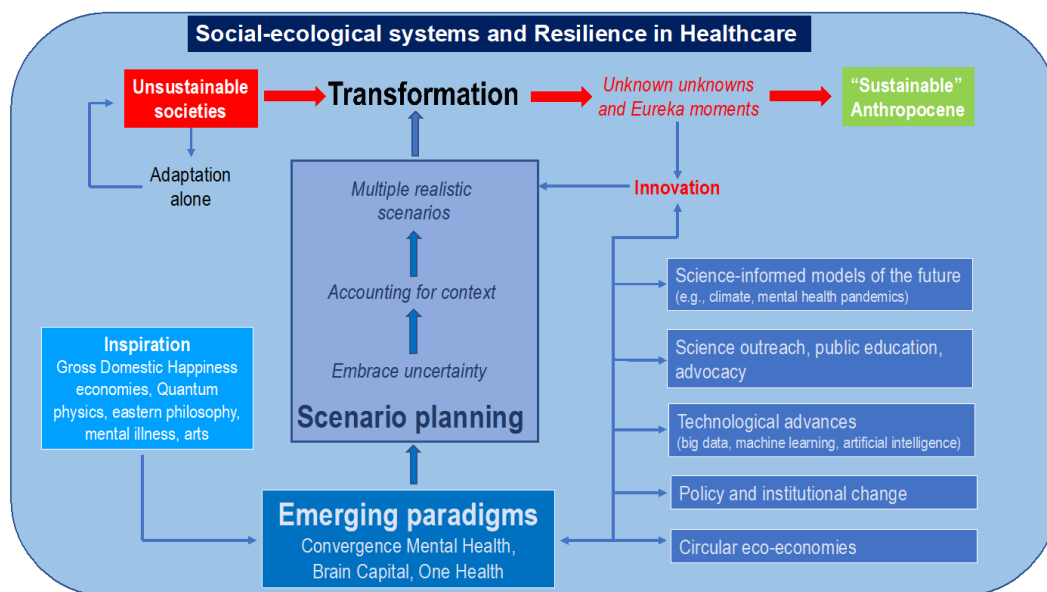 Social-ecological systems and Resilience in Healthcare
Unsustainable
societies
Transformation
Unknown unknowns
and Eureka moments
“Sustainable”
Anthropocene
Adaptation
alone
Multiple realistic
scenarios
Innovation
Accounting for context
Embrace uncertainty
Scenario planning
Inspiration
Gross Domestic Happiness
economies, Quantum
physics, eastern philosophy,
mental illness, arts
Emerging paradigms
Convergence Mental Health,
Brain Capital, One Health
Science-informed models of the future
(e.g., climate, mental health pandemics)
Science outreach, public education,
advocacy
Technological advances
(big data, machine learning, artificial intelligence)
Policy and institutional change
Circular eco-economies